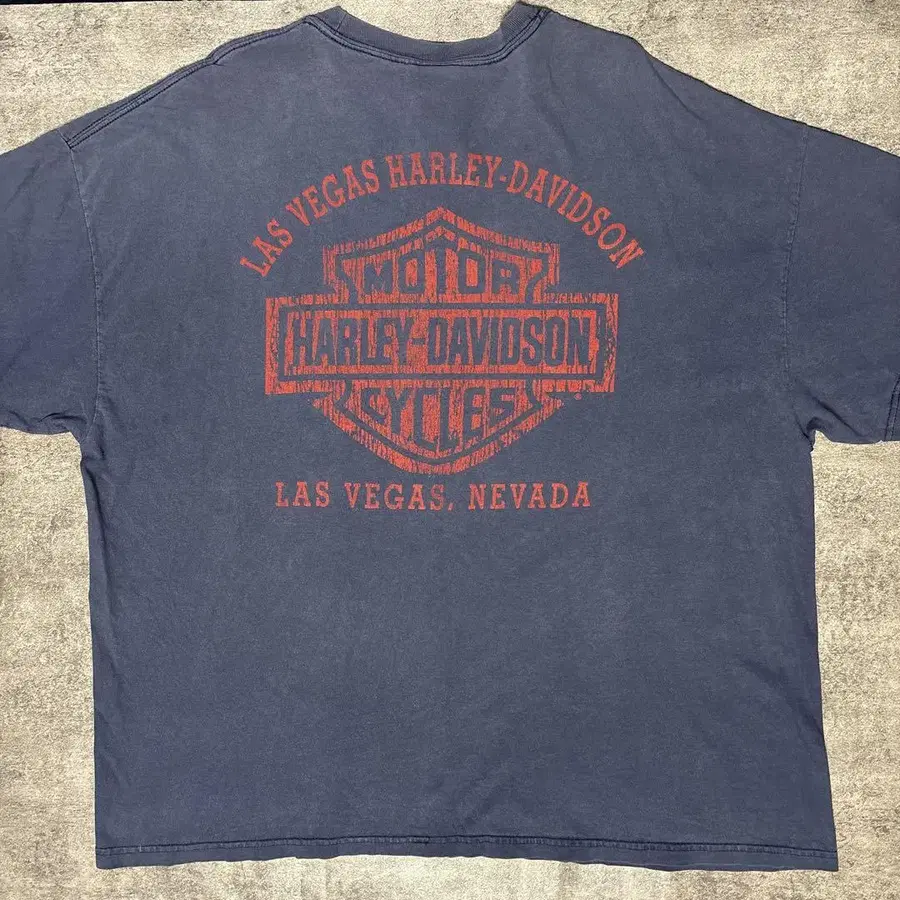 LAS VEGAS HARLEY-DAVIDSON
MOTOR
HARLEY-DAVIDSON
CYCLES
LAS VEGAS, NEVADA